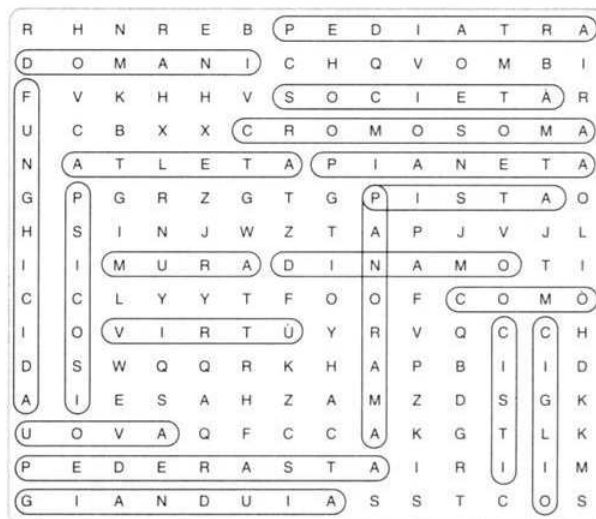 R H N R E B P E D I A T R A
D O M A N I C H Q V O M B I
F V K H H V S O C I E T À R
U C B X X C R O M O S O M A
N A T L E T A P I A N E T A
G P G R Z G T G P I S T A O
H S I N J W Z T A P J V J L
I I M U R A D I N A M O T I
C C L Y Y T F O O F C O M Ò
I O V I R T Ù Y R V Q C C H
D S W Q Q R K H A P B I I D
A I E S A H Z A M Z D S G K
U O V A Q F C C A K G T L K
P E D E R A S T A I R I I M
G I A N D U I A S S T C O S